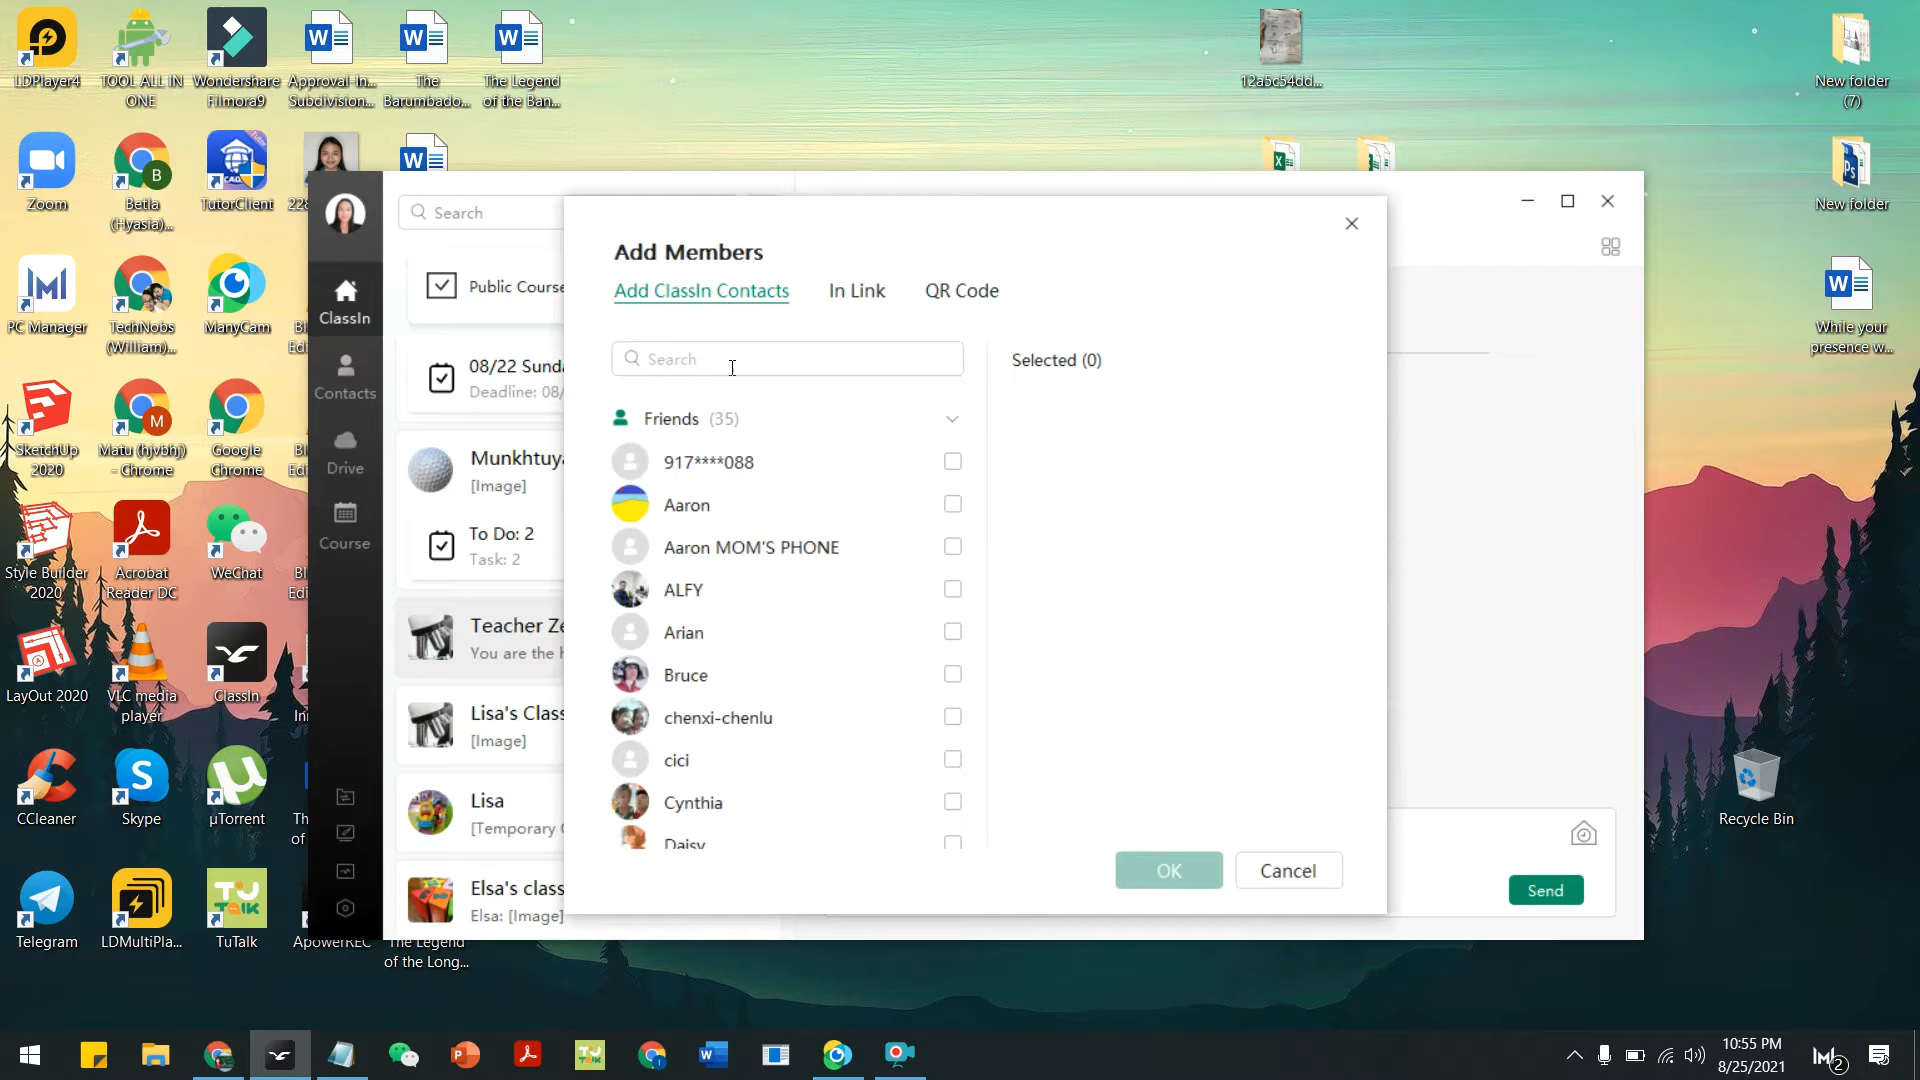 LDPlayer4
TOOL ALL IN
ONE
Wondershare
Filmora9
Approval-In...
Subdivision...
The
Barumbado...
The Legend
of the Ban...
12a5c54dd...
New folder
(7)
Zoom
Betla
(Hyasia)...
TutorClient
New folder
PC Manager
TechNobs
(William)...
ManyCam
While your
presence w...
SketchUp
2020
Matu (hjvbhj)
- Chrome
Google
Chrome
Style Builder
2020
Acrobat
Reader DC
WeChat
LayOut 2020
VLC media
player
ClassIn
CCleaner
Skype
µTorrent
Recycle Bin
Telegram
LDMultiPla...
TuTalk
ApowerREC
The Legend
of the Long...
ClassIn
Contacts
Drive
Course
Search
Public Course
08/22 Sunda
Deadline: 08/
Munkhtuya
[Image]
To Do: 2
Task: 2
Teacher Ze
You are the h
Lisa's Class
[Image]
Lisa
[Temporary C
Elsa's class
Elsa: [Image]
Add Members
Add ClassIn Contacts
In Link
QR Code
Search
Selected (0)
Friends (35)
917****088
Aaron
Aaron MOM'S PHONE
ALFY
Arian
Bruce
chenxi-chenlu
cici
Cynthia
Daisy
OK
Cancel
Send
10:55 PM
8/25/2021
2